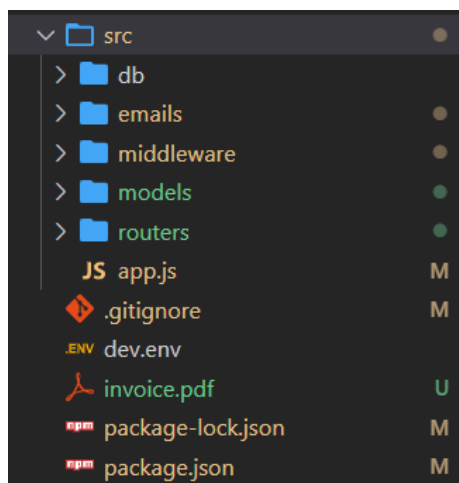 src
db
emails
middleware
models
routers
JS app.js M
.gitignore M
.ENV dev.env
invoice.pdf U
npm package-lock.json M
npm package.json M